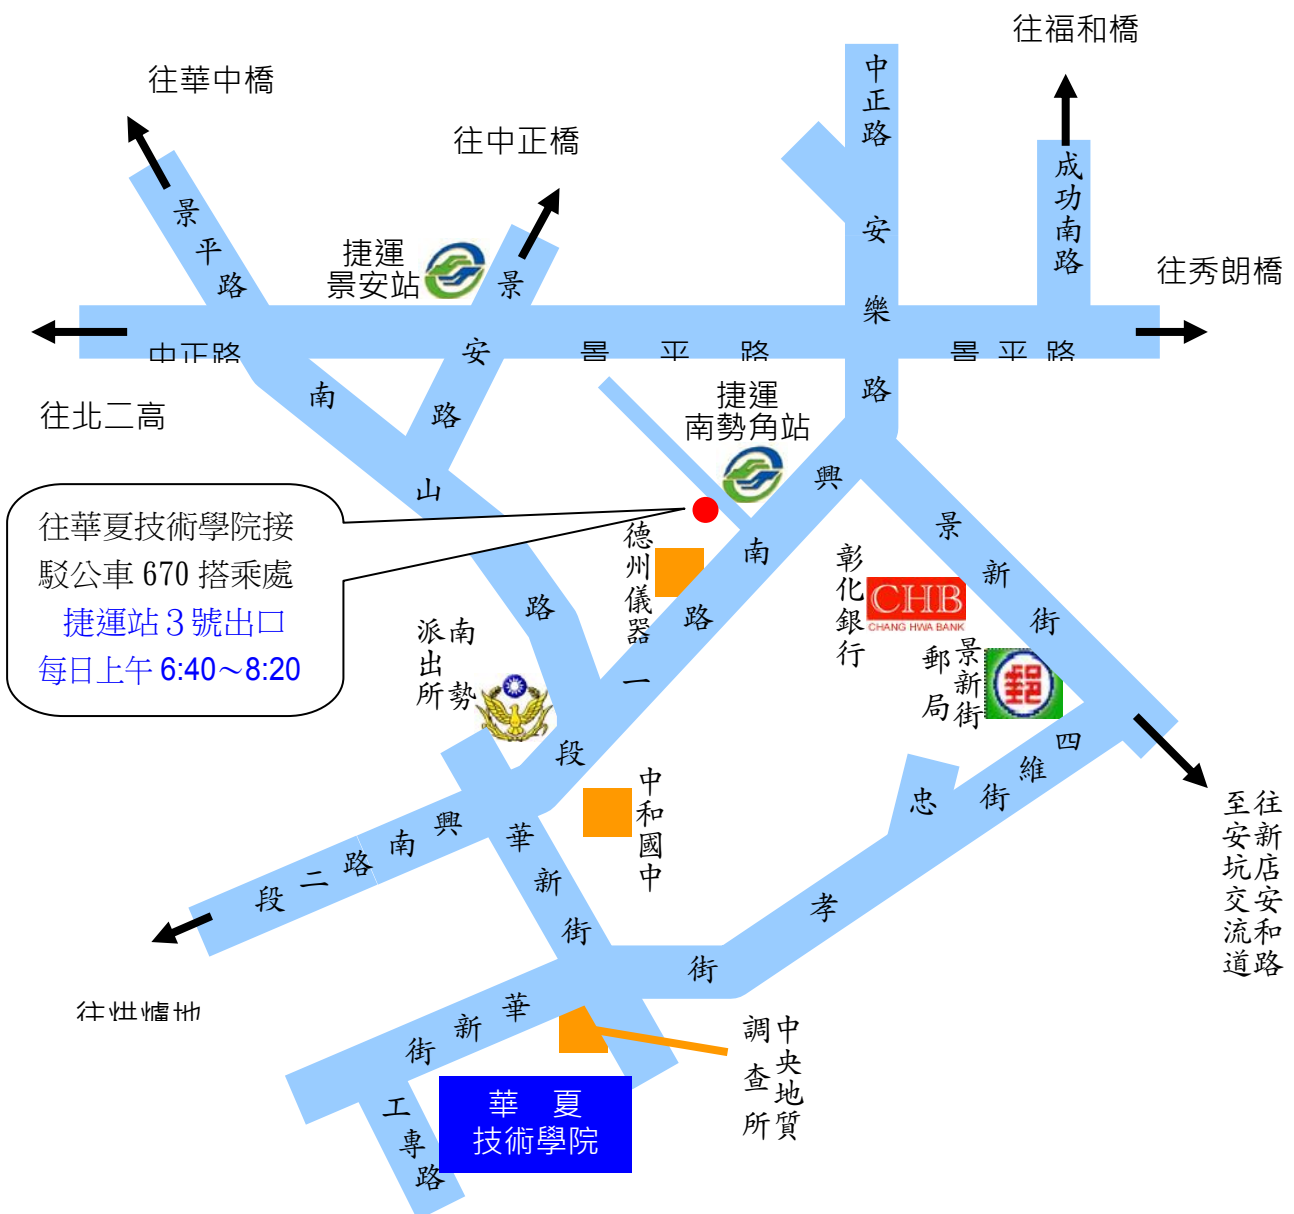 往福和橋
往華中橋
往中正橋
中正路
成功南路
景平路
捷運
景安站
景安路
安樂路
往秀朗橋
中正路
景平路
景平路
往北二高
南山路
捷運
南勢角站
往華夏技術學院接
駁公車 670 搭乘處
捷運站 3 號出口
每日上午 6:40～8:20
德州儀器
興南路一段
景新街
彰化銀行
CHB
CHANG HWA BANK
南勢
派出所
景新街
郵局
郵
四維街
忠孝街
中和國中
往新店安和路
至安坑交流道
興南路二段
華新街
往烘爐地
華新街
中央地質
調查所
工專路
華夏
技術學院